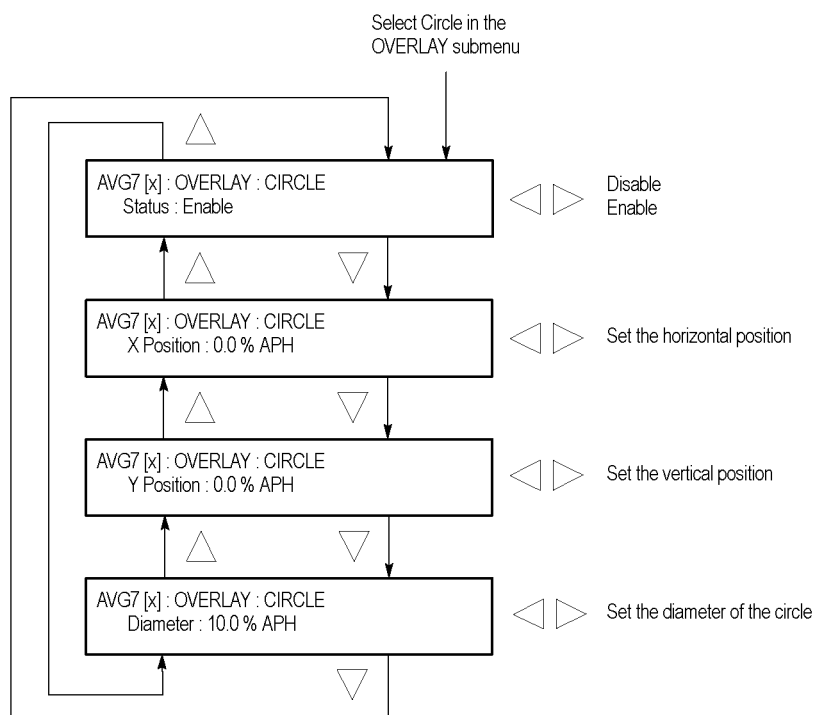 Select Circle in the
OVERLAY submenu
AVG7 [x] : OVERLAY : CIRCLE
Status : Enable
Disable
Enable
AVG7 [x] : OVERLAY : CIRCLE
X Position : 0.0 % APH
Set the horizontal position
AVG7 [x] : OVERLAY : CIRCLE
Y Position : 0.0 % APH
Set the vertical position
AVG7 [x] : OVERLAY : CIRCLE
Diameter : 10.0 % APH
Set the diameter of the circle